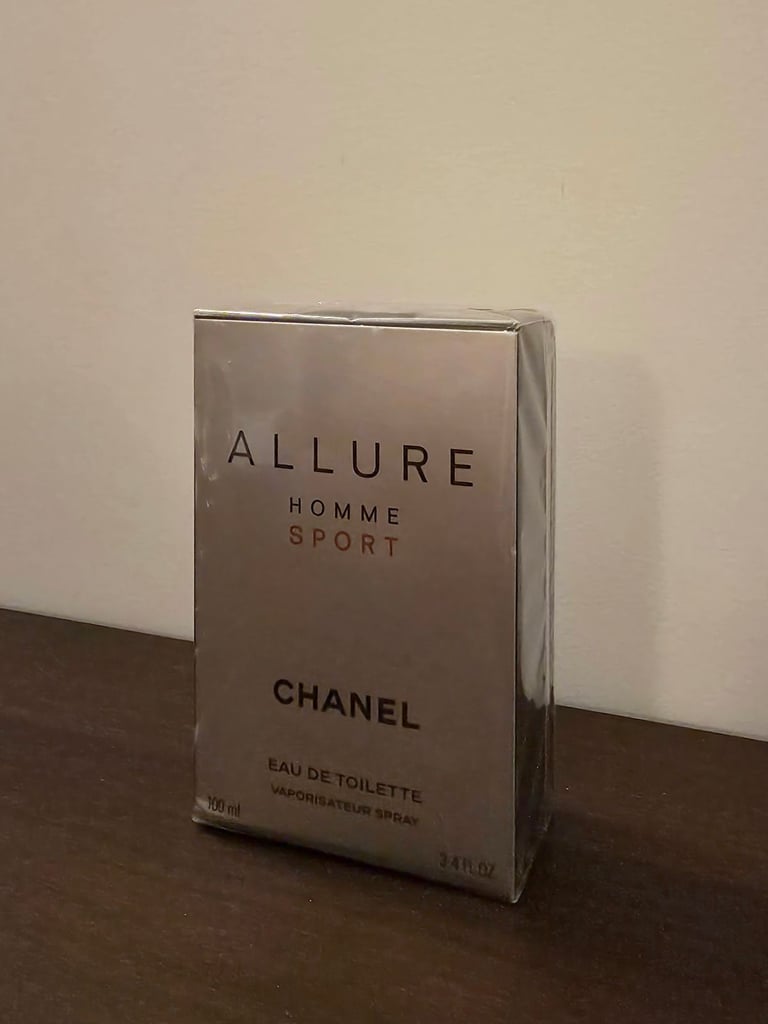 ALLURE
HOMME
SPORT
CHANEL
EAU DE TOILETTE
VAPORISATEUR SPRAY
100 ml
3.4 FL OZ